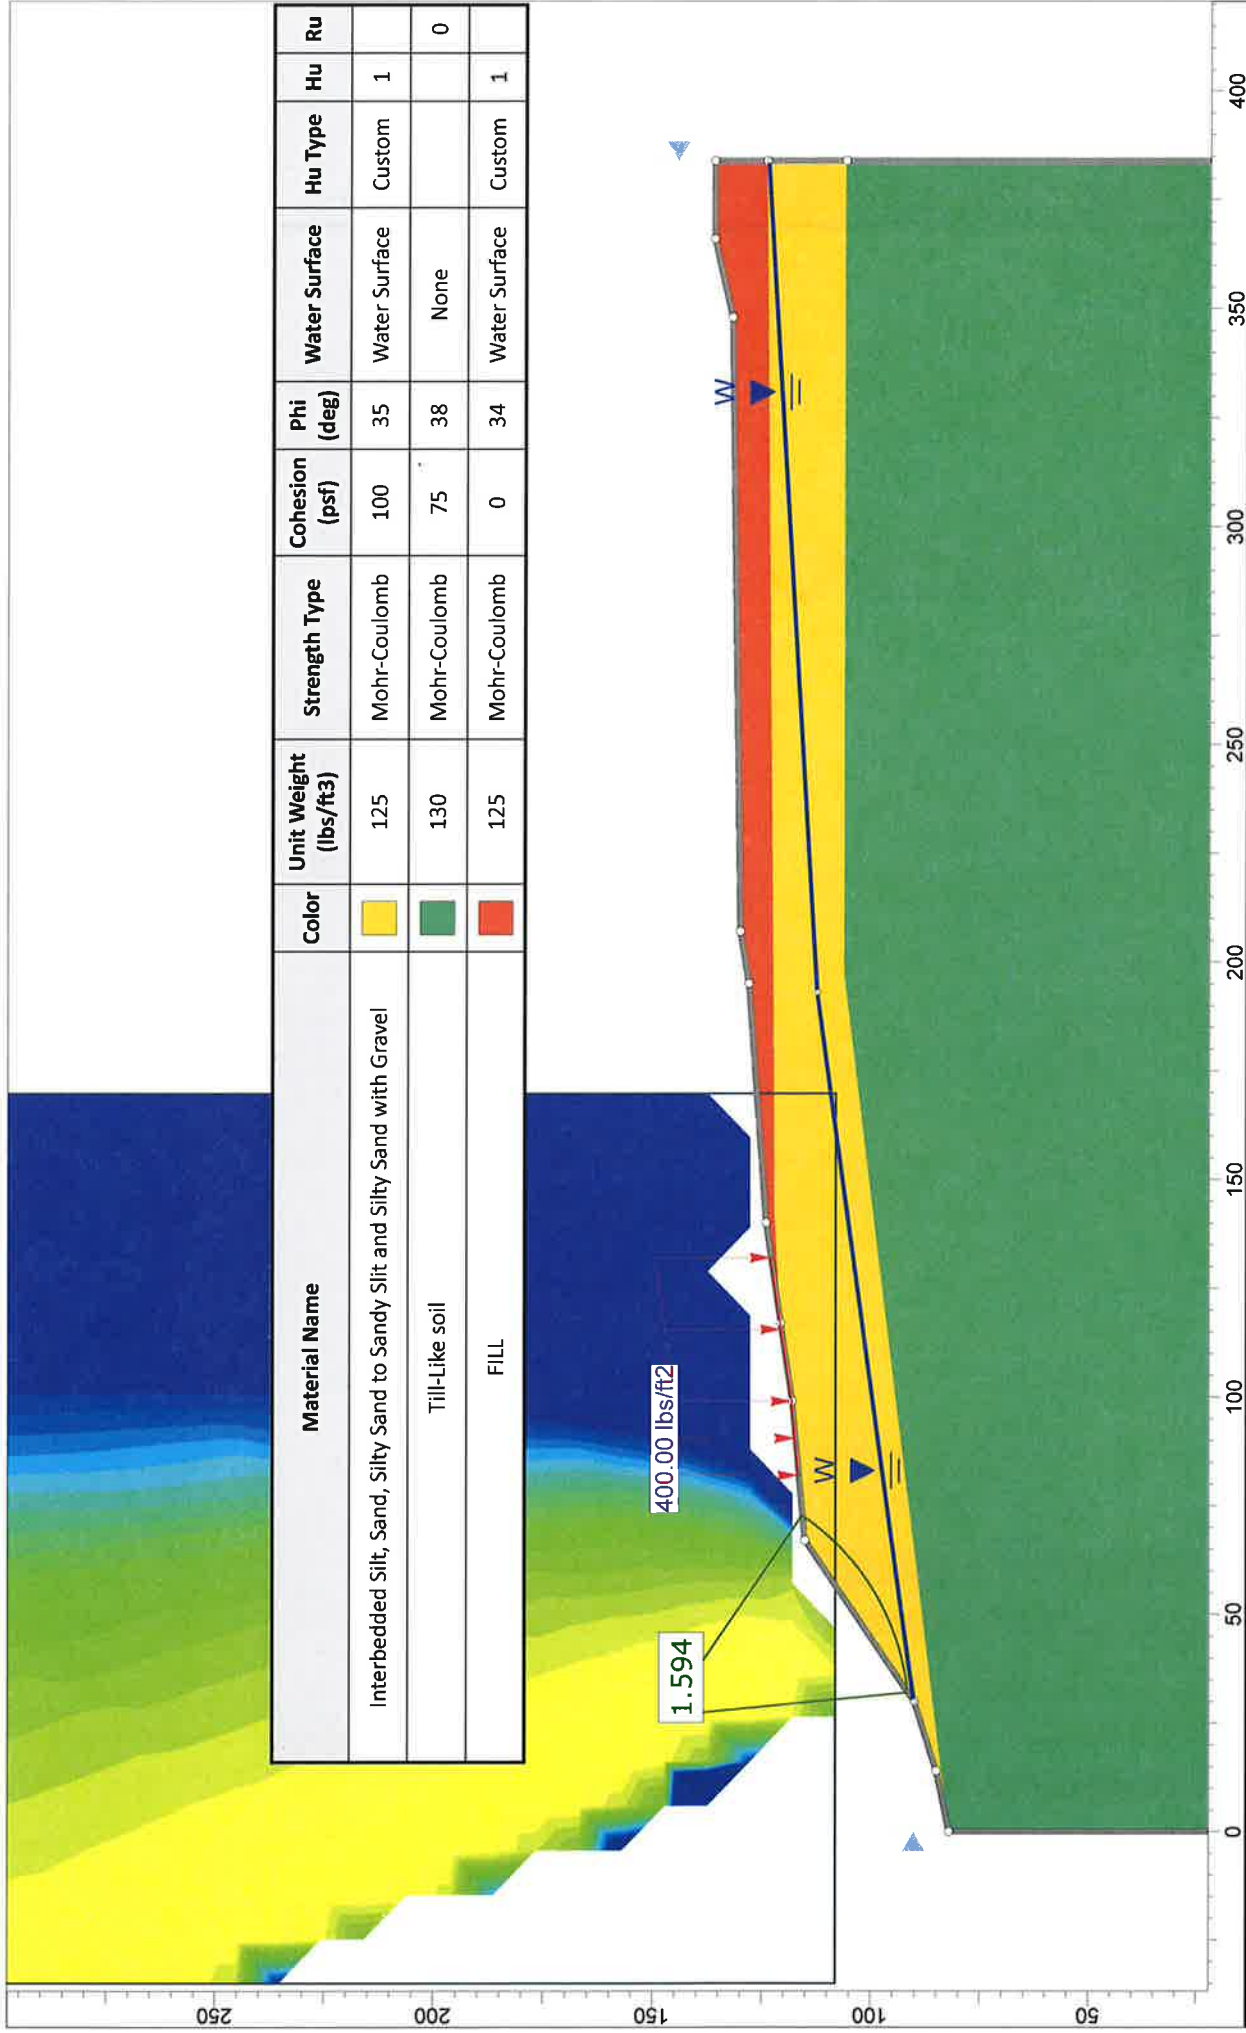 Material Name Color Unit Weight (lbs/ft3) Strength Type Cohesion (psf) Phi (deg) Water Surface Hu Type Hu Ru
Interbedded Silt, Sand, Silty Sand to Sandy Slit and Silty Sand with Gravel 125 Mohr-Coulomb 100 35 Water Surface Custom 1
Till-Like soil 130 Mohr-Coulomb 75 38 None 0
FILL 125 Mohr-Coulomb 0 34 Water Surface Custom 1
250
200
150
100
50
1.594
400.00 lbs/ft2
W
W
0 50 100 150 200 250 300 350 400